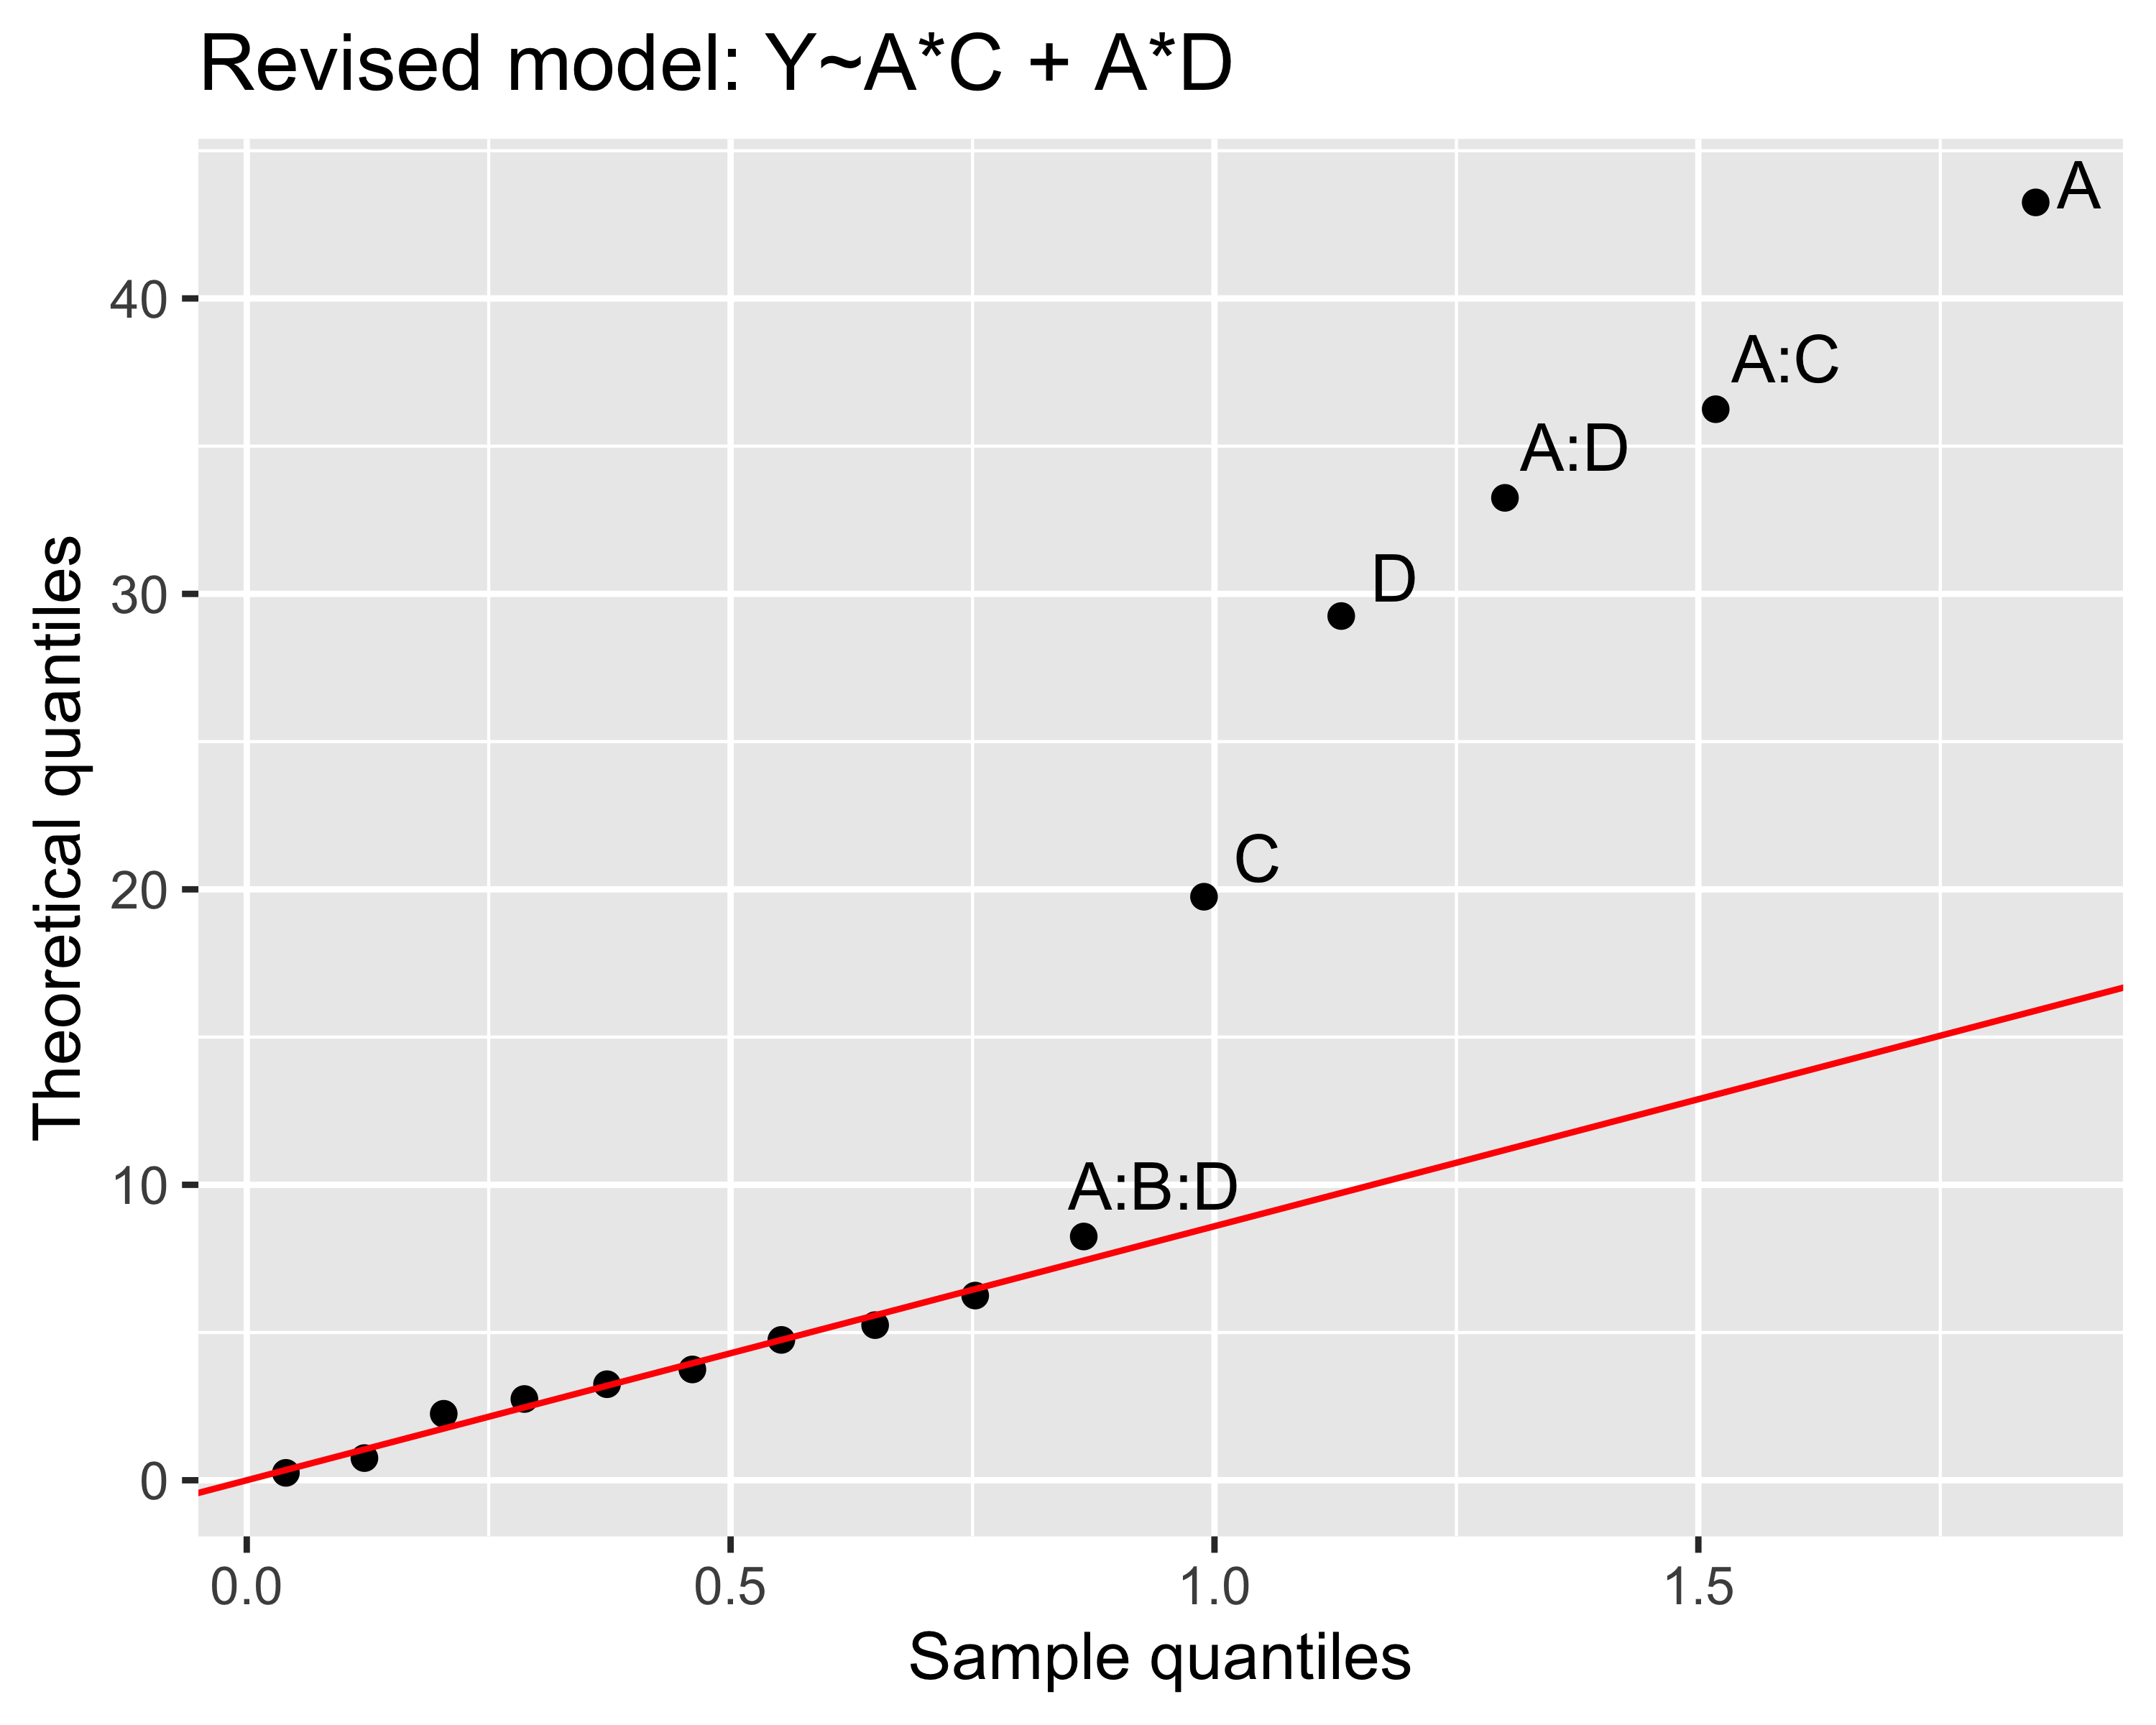 Revised model: Y~A*C + A*D
A
40
A:C
A:D
D
30
C
20
A:B:D
10
0
0.0 0.5 1.0 1.5
Sample quantiles
Theoretical quantiles